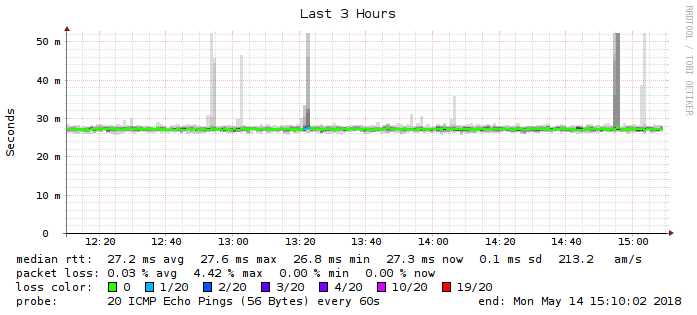 Last 3 Hours
RRDTOOL / TOBI OETIKER
Seconds
50 m
40 m
30 m
20 m
10 m
0
12:20 12:40 13:00 13:20 13:40 14:00 14:20 14:40 15:00
median rtt: 27.2 ms avg 27.6 ms max 26.8 ms min 27.3 ms now 0.1 ms sd 213.2 am/s
packet loss: 0.03 % avg 4.42 % max 0.00 % min 0.00 % now
loss color: 0 1/20 2/20 3/20 4/20 10/20 19/20
probe: 20 ICMP Echo Pings (56 Bytes) every 60s end: Mon May 14 15:10:02 2018